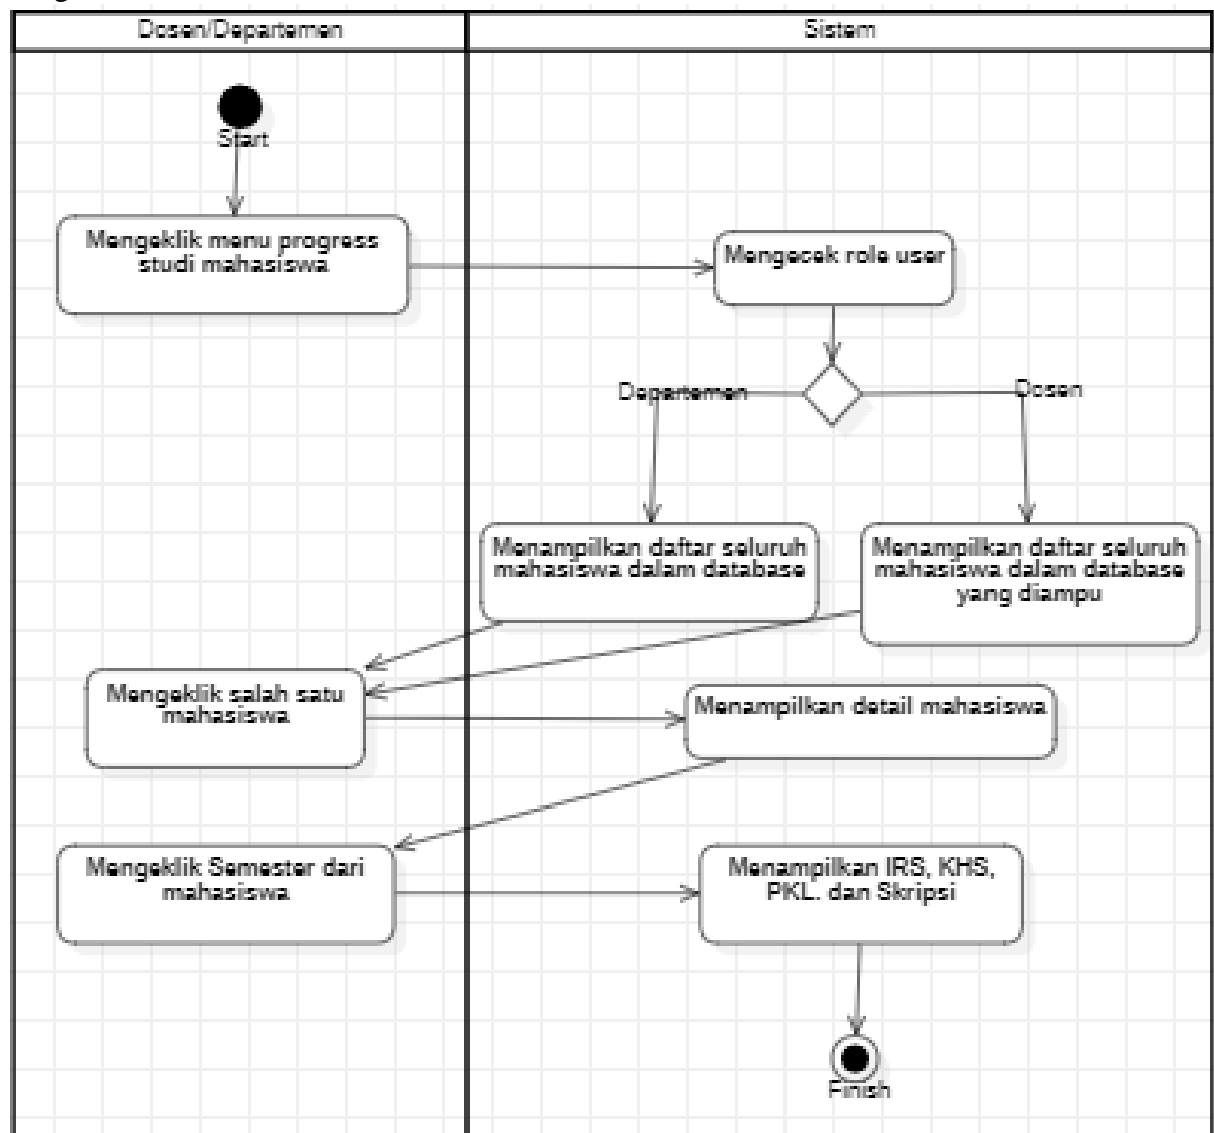 Dosen/Departemen
Sistem
Start
Mengeklik menu progress
studi mahasiswa
Mengecek role user
Departemen
Dosen
Menampilkan daftar seluruh
mahasiswa dalam database
Menampilkan daftar seluruh
mahasiswa dalam database
yang diampu
Mengeklik salah satu
mahasiswa
Menampilkan detail mahasiswa
Mengeklik Semester dari
mahasiswa
Menampilkan IRS, KHS,
PKL. dan Skripsi
Finish